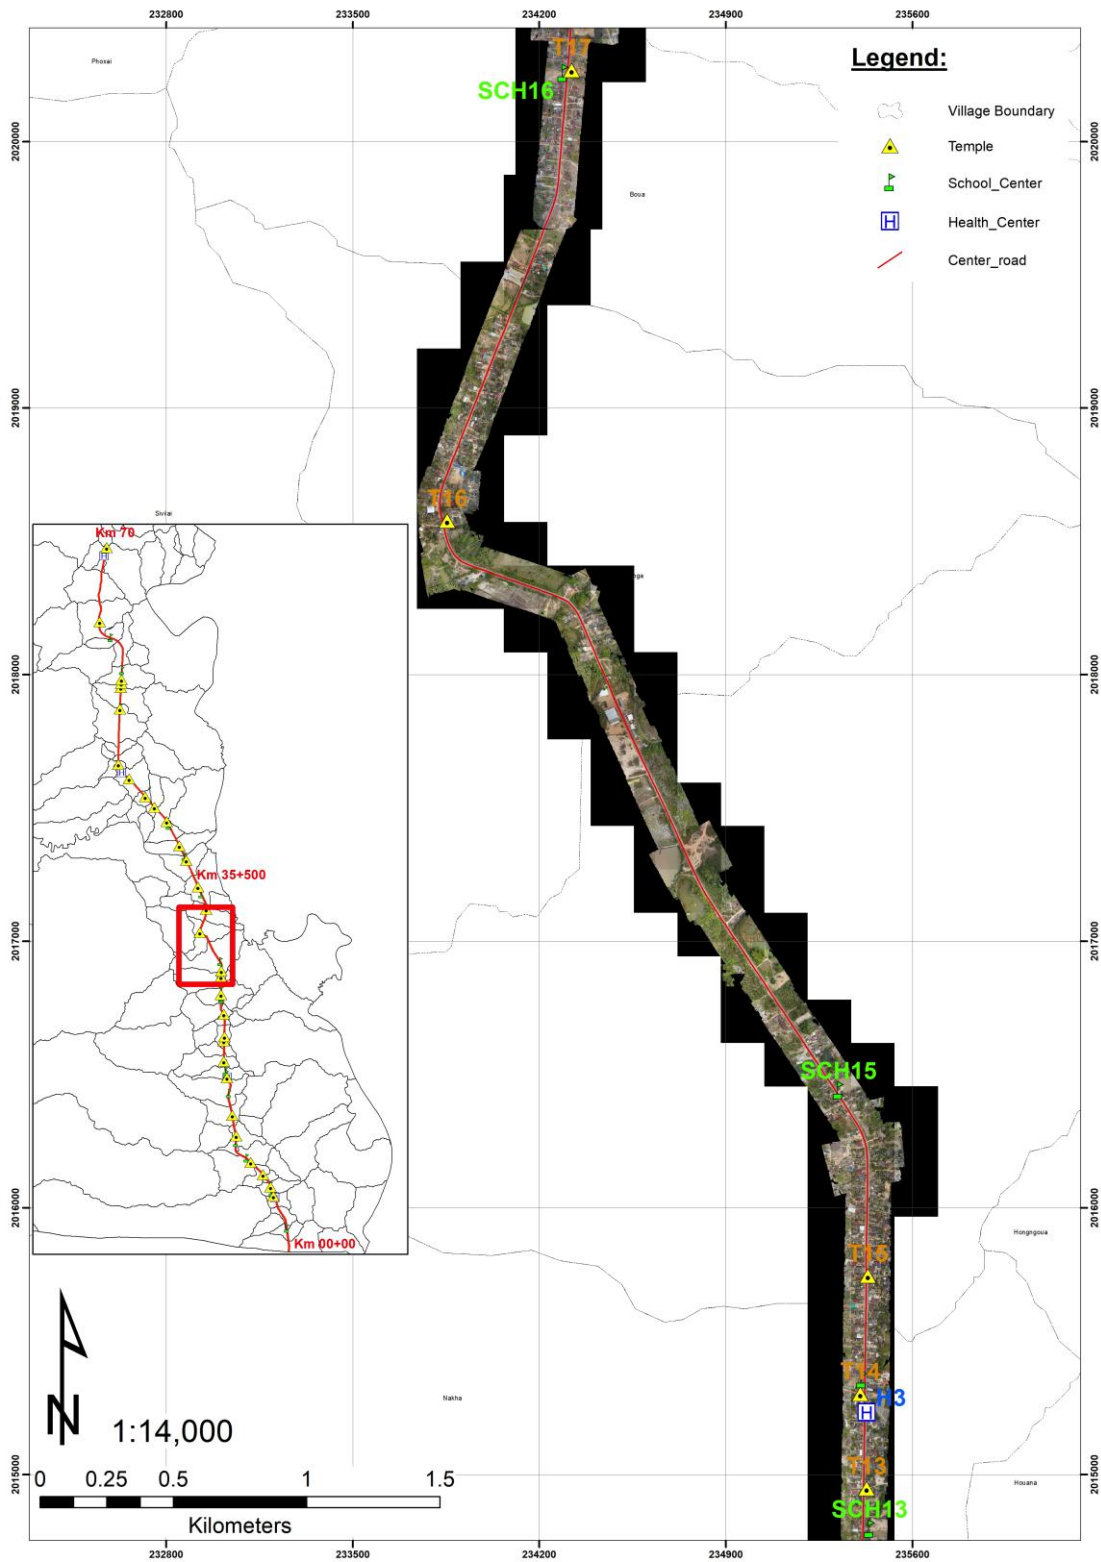 232800 233500 234200 234900 235600
T17
Legend:
Phoxai
SCH16
Village Boundary
2020000 2020000
Temple
School_Center
Boua
Health_Center
Center_road
2019000 2019000
T16
Sivilai
Km 70
nga
2018000 2018000
Km 35+500
2017000 2017000
SCH15
2016000 2016000
Hongngoua
Km 00+00
T15
T14
H3
Nakha
N
1:14,000
T13
2015000 2015000
0 0.25 0.5 1 1.5
Houana
SCH13
Kilometers
232800 233500 234200 234900 235600